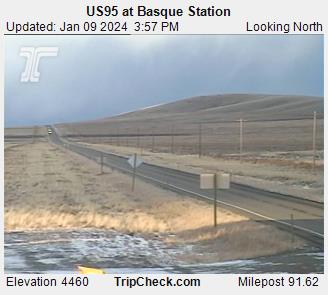 US95 at Basque Station
Updated: Jan 09 2024 3:57 PM Looking North
Elevation 4460 TripCheck.com Milepost 91.62